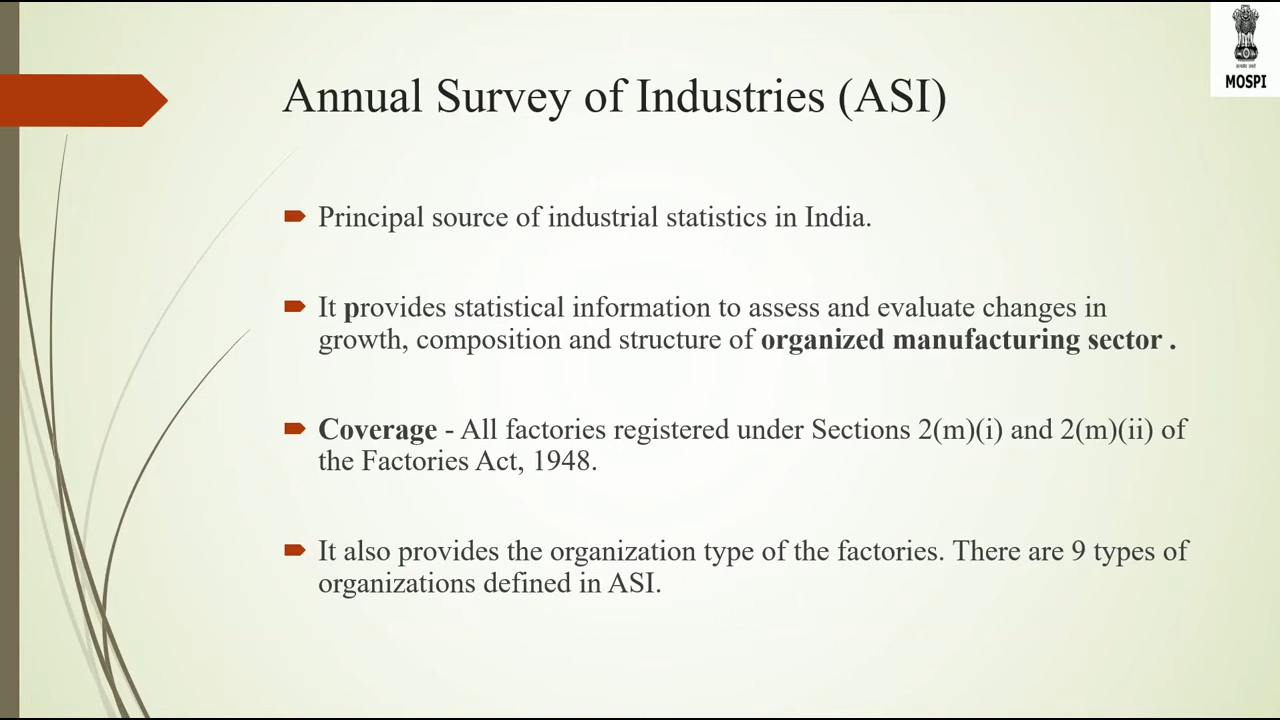 MOSPI
Annual Survey of Industries (ASI)
Principal source of industrial statistics in India.
It provides statistical information to assess and evaluate changes in
growth, composition and structure of organized manufacturing sector .
Coverage - All factories registered under Sections 2(m)(i) and 2(m)(ii) of
the Factories Act, 1948.
It also provides the organization type of the factories. There are 9 types of
organizations defined in ASI.